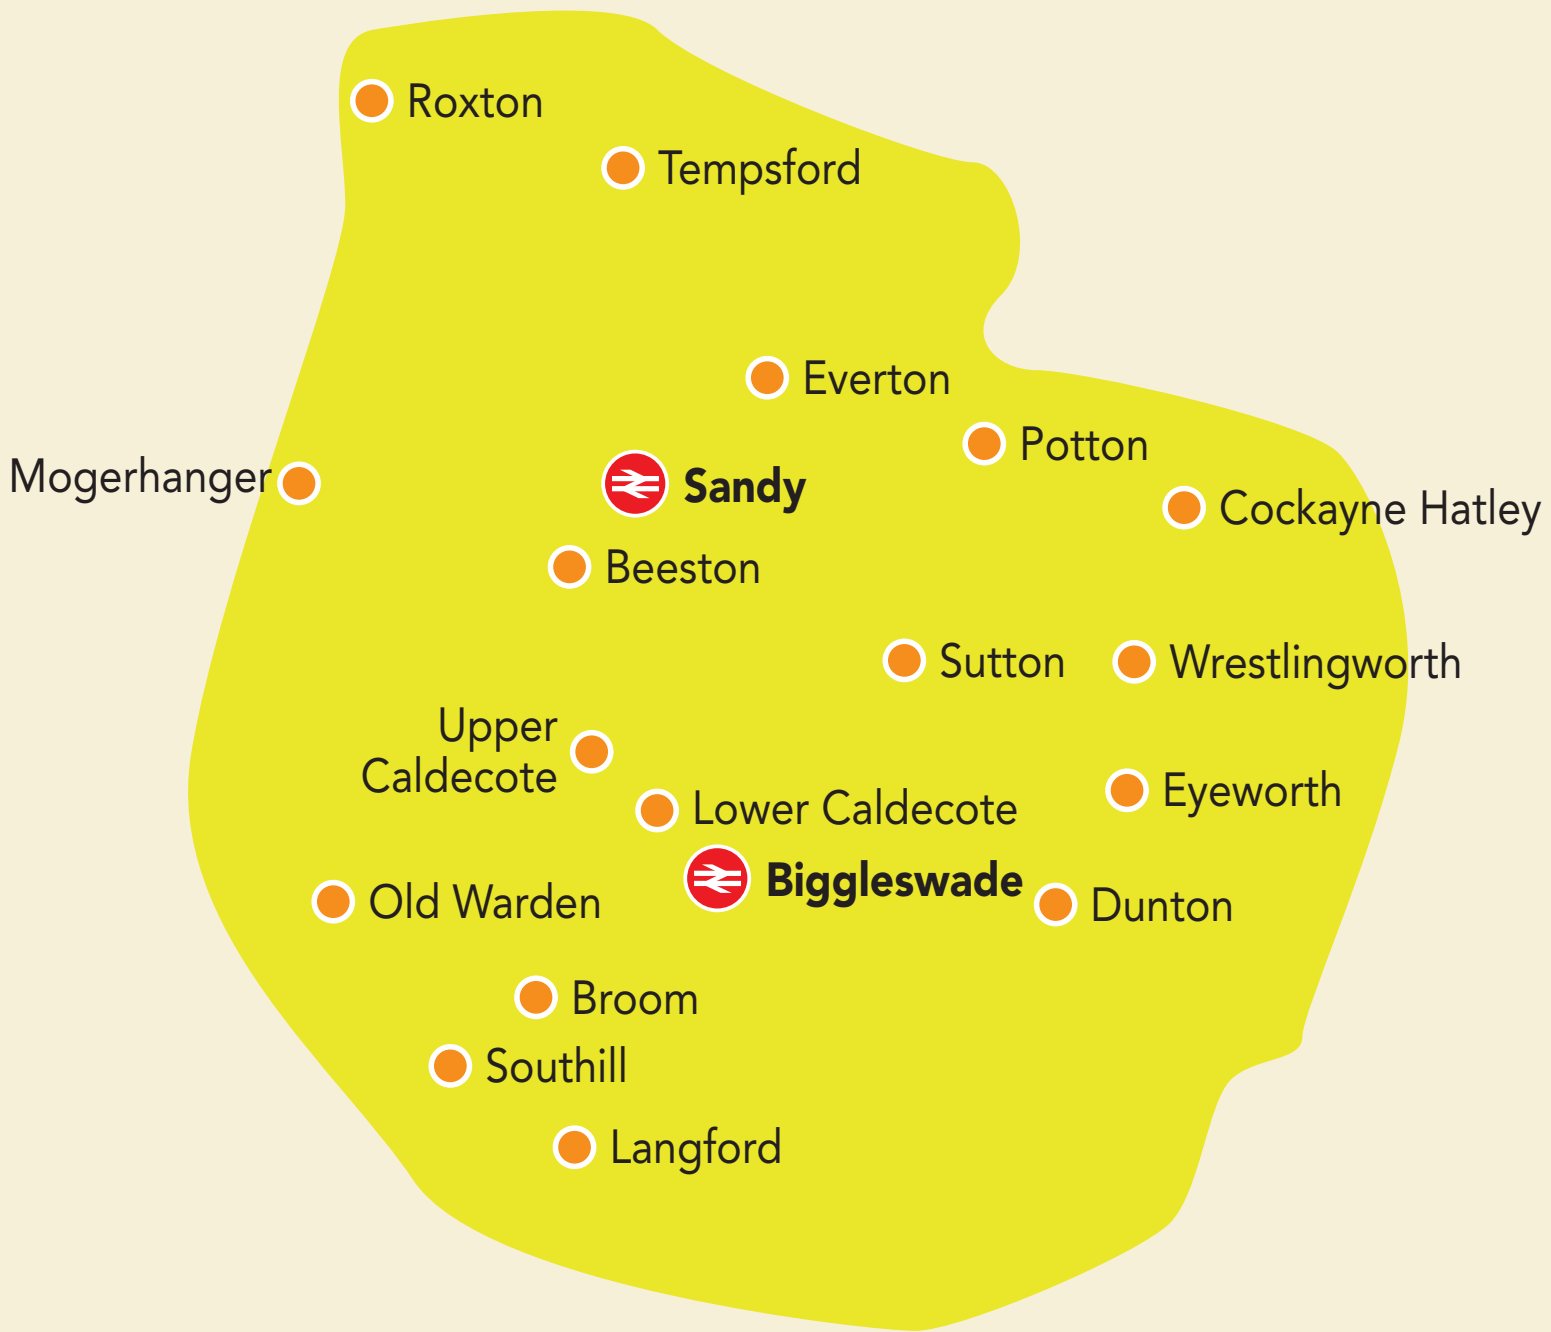 Roxton
Tempsford
Everton
Potton
Mogerhanger
Sandy
Cockayne Hatley
Beeston
Sutton
Wrestlingworth
Upper
Caldecote
Eyeworth
Lower Caldecote
Biggleswade
Old Warden
Dunton
Broom
Southill
Langford